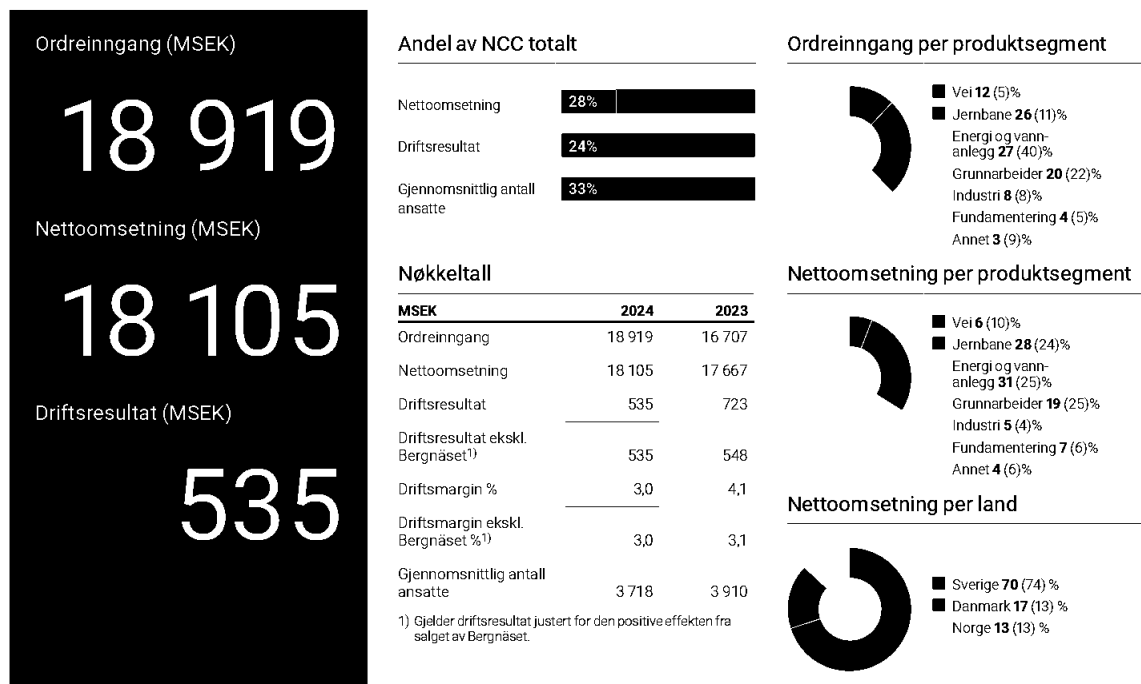 Ordreinngang (MSEK)
18 919
Nettoomsetning (MSEK)
18 105
Driftsresultat (MSEK)
535
Andel av NCC totalt
Nettoomsetning 28%
Driftsresultat 24%
Gjennomsnittlig antall
ansatte 33%
Nøkkeltall
MSEK 2024 2023
Ordreinngang 18 919 16 707
Nettoomsetning 18 105 17 667
Driftsresultat 535 723
Driftsresultat ekskl.
Bergnäset1) 535 548
Driftsmargin % 3,0 4,1
Driftsmargin ekskl.
Bergnäset %1) 3,0 3,1
Gjennomsnittlig antall
ansatte 3 718 3 910
1) Gjelder driftsresultat justert for den positive effekten fra
salget av Bergnäset.
Ordreinngang per produktsegment
Vei 12 (5)%
Jernbane 26 (11)%
Energi og vann-
anlegg 27 (40)%
Grunnarbeider 20 (22)%
Industri 8 (8)%
Fundamentering 4 (5)%
Annet 3 (9)%
Nettoomsetning per produktsegment
Vei 6 (10)%
Jernbane 28 (24)%
Energi og vann-
anlegg 31 (25)%
Grunnarbeider 19 (25)%
Industri 5 (4)%
Fundamentering 7 (6)%
Annet 4 (6)%
Nettoomsetning per land
Sverige 70 (74) %
Danmark 17 (13) %
Norge 13 (13) %